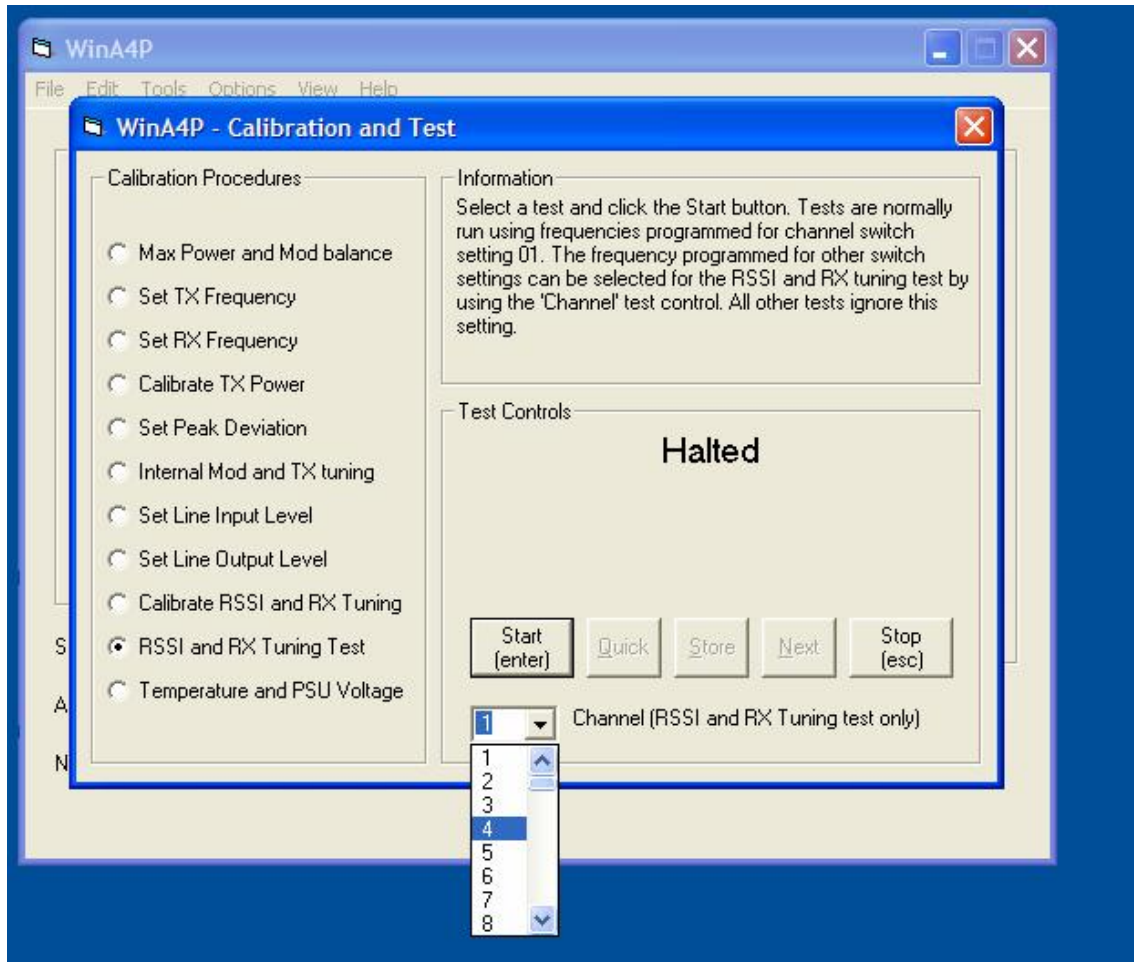 WinA4P
File Edit Tools Options View Help
WinA4P - Calibration and Test
Calibration Procedures
Max Power and Mod balance
Set TX Frequency
Set RX Frequency
Calibrate TX Power
Set Peak Deviation
Internal Mod and TX tuning
Set Line Input Level
Set Line Output Level
Calibrate RSSI and RX Tuning
RSSI and RX Tuning Test
Temperature and PSU Voltage
Information
Select a test and click the Start button. Tests are normally
run using frequencies programmed for channel switch
setting 01. The frequency programmed for other switch
settings can be selected for the RSSI and RX tuning test by
using the 'Channel' test control. All other tests ignore this
setting.
Test Controls
Halted
Start
(enter)
Quick
Store
Next
Stop
(esc)
1
Channel (RSSI and RX Tuning test only)
1
2
3
4
5
6
7
8
S
A
N